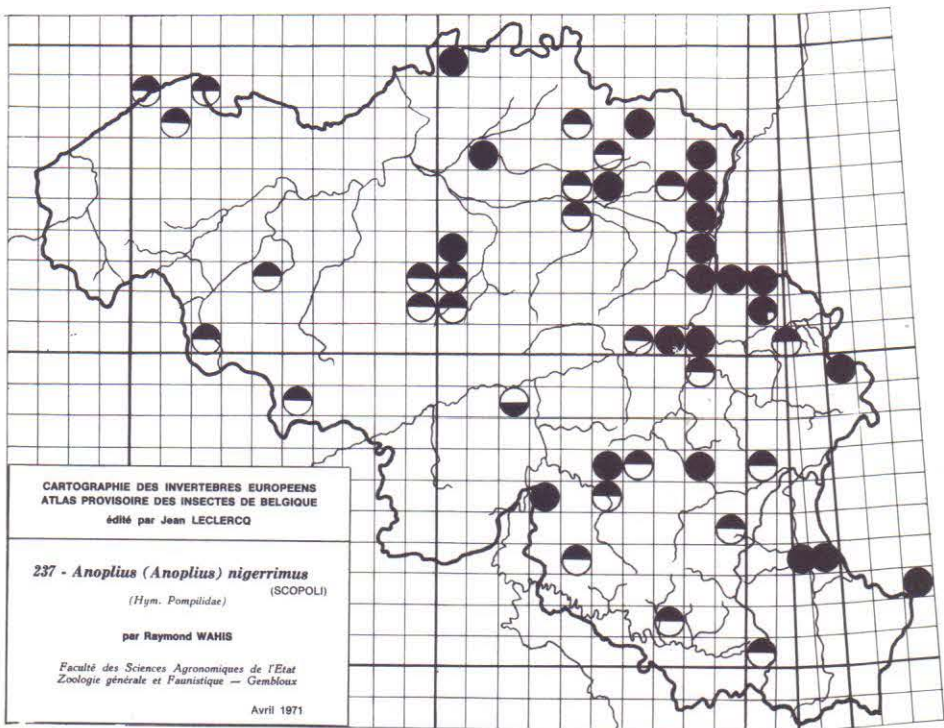 CARTOGRAPHIE DES INVERTEBRES EUROPEENS
ATLAS PROVISOIRE DES INSECTES DE BELGIQUE
édité par Jean LECLERCQ
237 - Anoplius (Anoplius) nigerrimus
(SCOPOLI)
(Hym. Pompilidae)
par Raymond WAHIS
Faculté des Sciences Agronomiques de l'Etat
Zoologie générale et Faunistique — Gembloux
Avril 1971